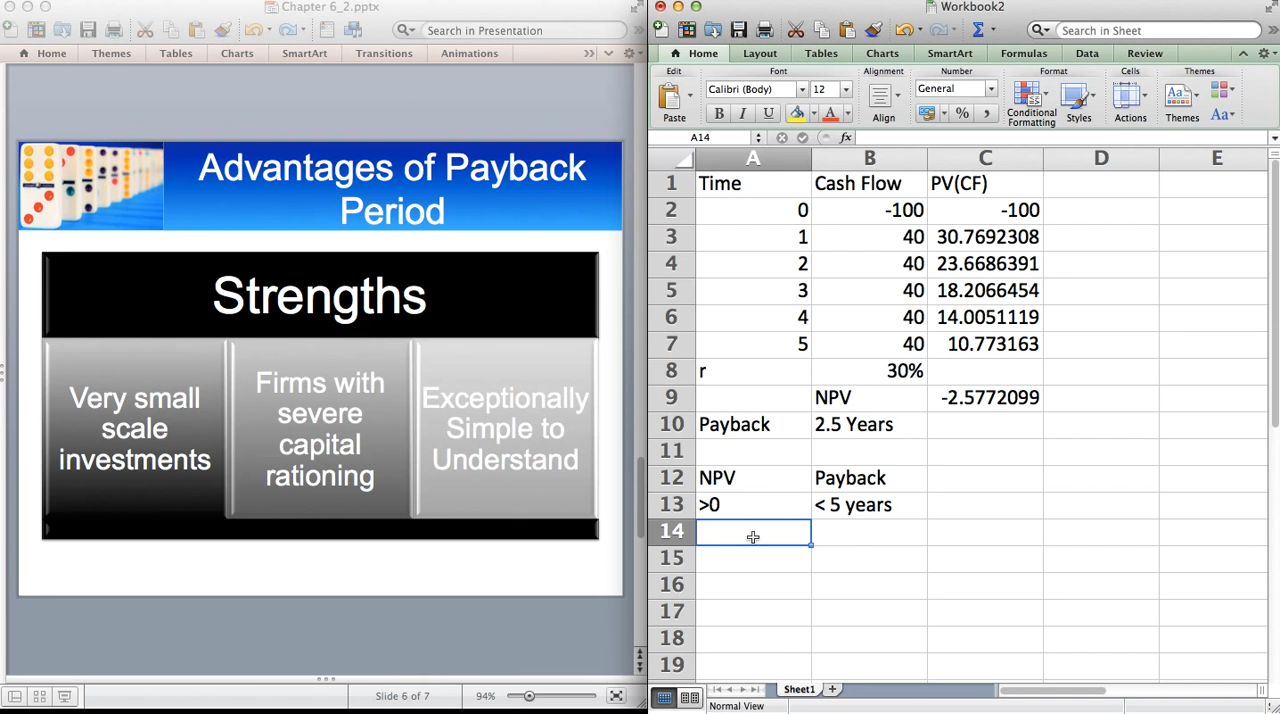 Chapter 6_2.pptx
Search in Presentation
Home Themes Tables Charts SmartArt Transitions Animations »
Advantages of Payback
Period
Strengths
Very small
scale
investments
Firms with
severe
capital
rationing
Exceptionally
Simple to
Understand
Slide 6 of 7 94%
Workbook2
Search in Sheet
Home Layout Tables Charts SmartArt Formulas Data Review
Edit Font Alignment Number Format Cells Themes
Calibri (Body) 12 General
Paste B I U A Align % , Conditional
Formatting Styles Actions Themes Aa
A14 fx
A B C D E
1 Time Cash Flow PV(CF)
2 0 -100 -100
3 1 40 30.7692308
4 2 40 23.6686391
5 3 40 18.2066454
6 4 40 14.0051119
7 5 40 10.773163
8 r 30%
9 NPV -2.5772099
10 Payback 2.5 Years
11
12 NPV Payback
13 >0 < 5 years
14
15
16
17
18
19
Sheet1
Normal View